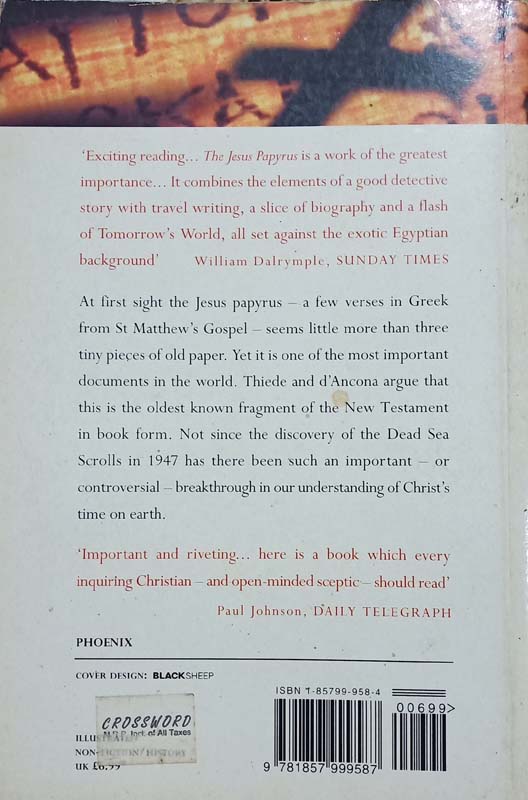 'Exciting reading... The Jesus Papyrus is a work of the greatest
importance... It combines the elements of a good detective
story with travel writing, a slice of biography and a flash
of Tomorrow's World, all set against the exotic Egyptian
background' William Dalrymple, SUNDAY TIMES
At first sight the Jesus papyrus – a few verses in Greek
from St Matthew's Gospel – seems little more than three
tiny pieces of old paper. Yet it is one of the most important
documents in the world. Thiede and d'Ancona argue that
this is the oldest known fragment of the New Testament
in book form. Not since the discovery of the Dead Sea
Scrolls in 1947 has there been such an important – or
controversial – breakthrough in our understanding of Christ's
time on earth.
'Important and riveting... here is a book which every
inquiring Christian – and open-minded sceptic – should read'
Paul Johnson, DAILY TELEGRAPH
PHOENIX
COVER DESIGN: BLACKSHEEP
ISBN 1-85799-958-4
00699>
CROSSWORD
M.R.P. Incl. of All Taxes
NON-FICTION/HISTORY
UK £6.99
9 781857 999587